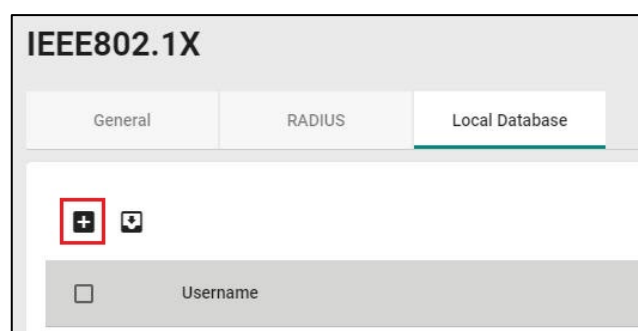 IEEE802.1X
General
RADIUS
Local Database
Username